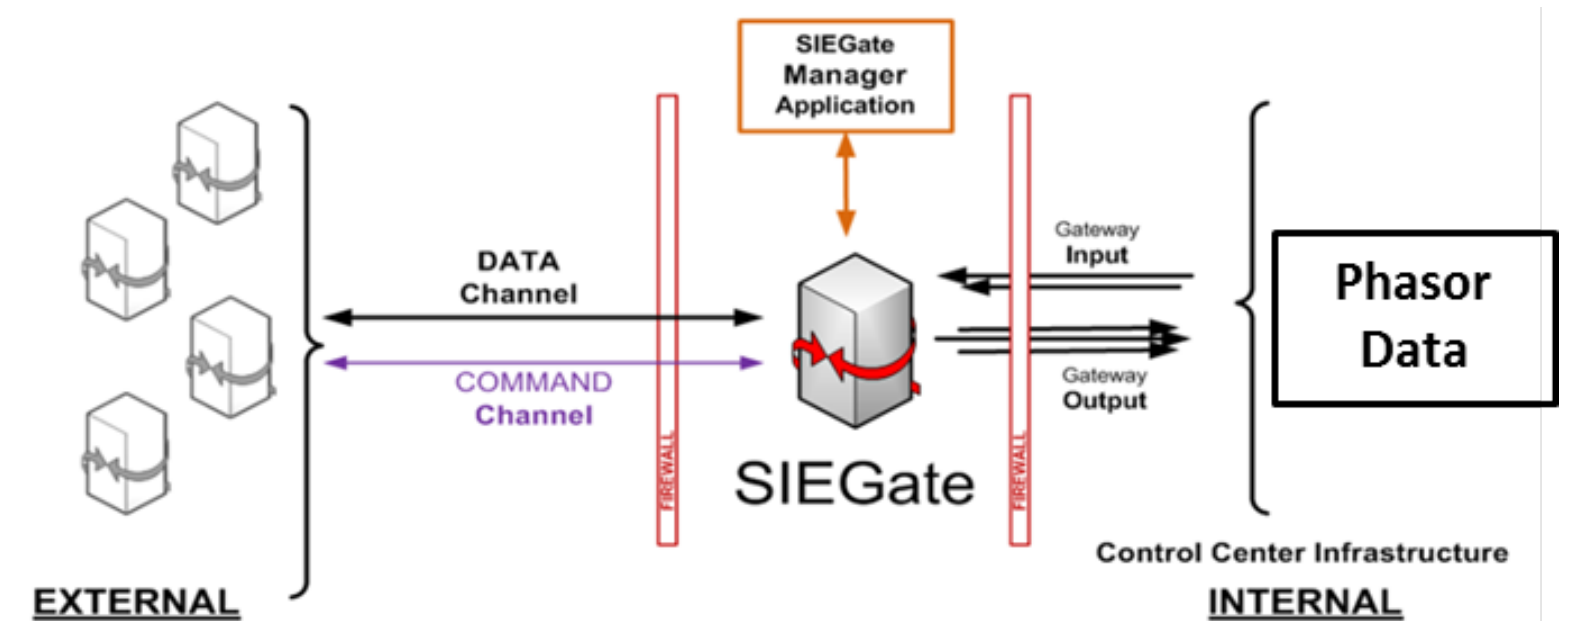 SIEGate
Manager
Application
DATA
Channel
COMMAND
Channel
FIREWALL
SIEGate
FIREWALL
Gateway
Input
Gateway
Output
Phasor
Data
Control Center Infrastructure
EXTERNAL
INTERNAL